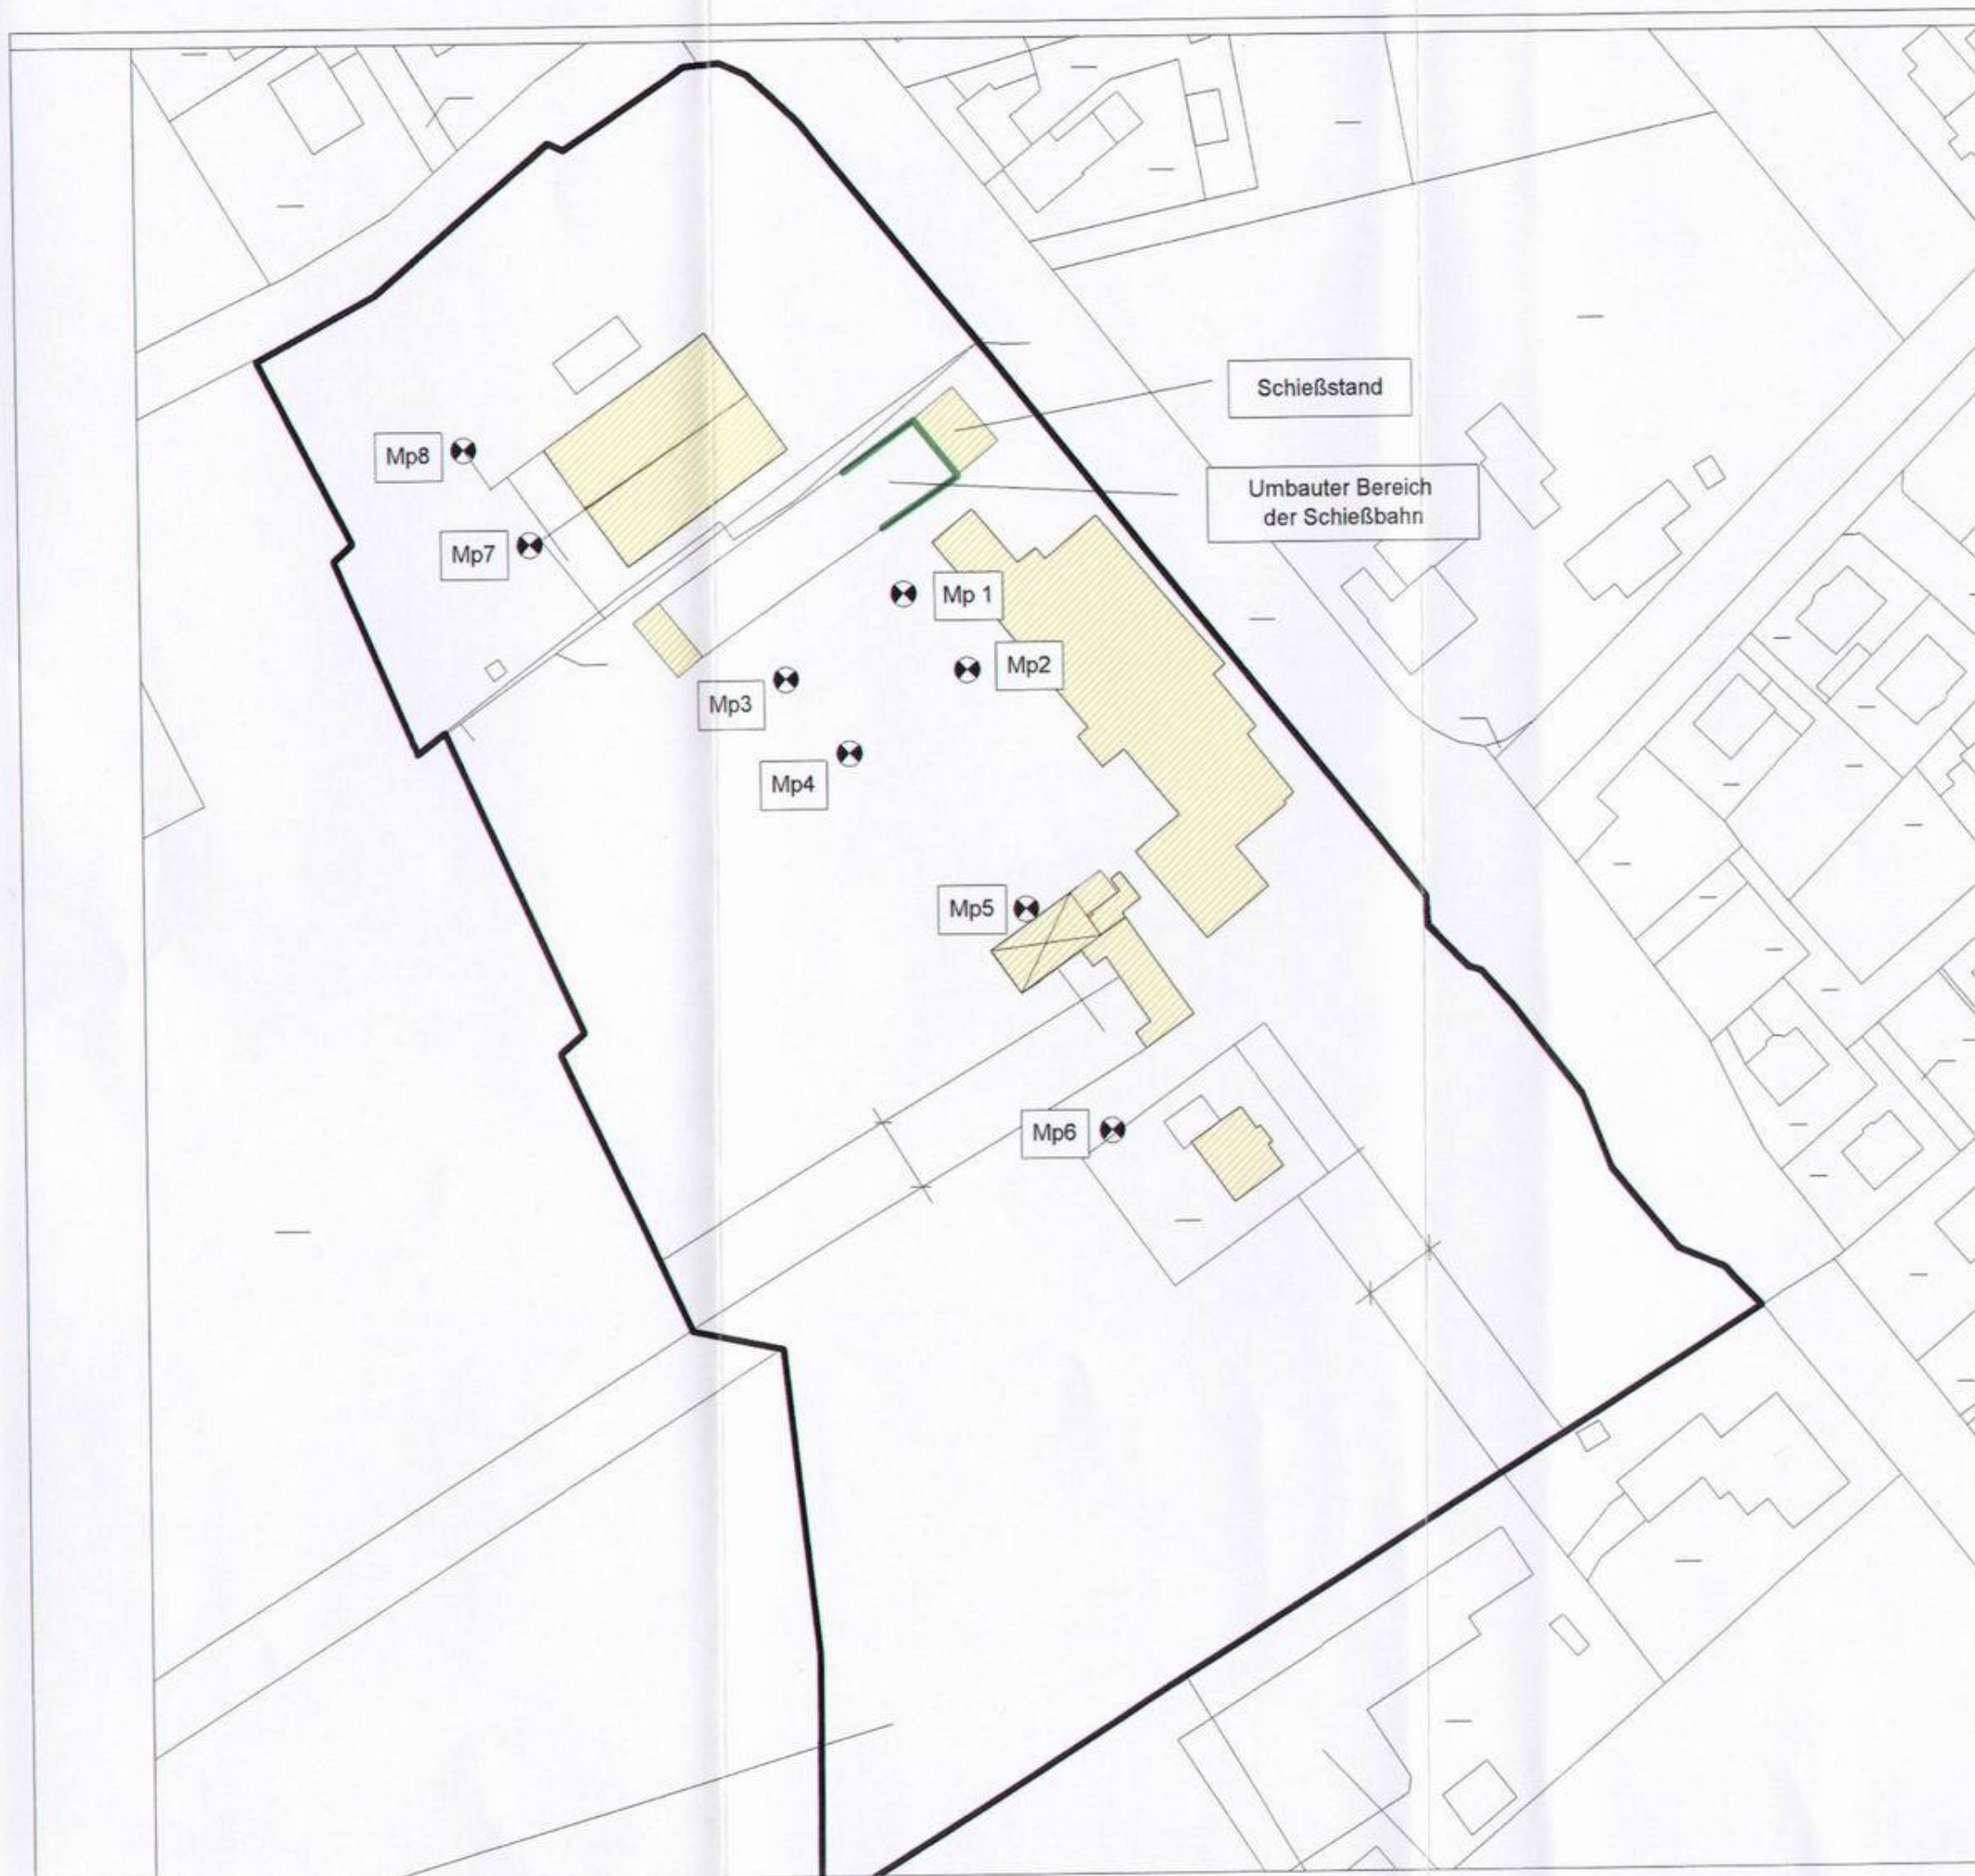 Schießstand
Umbauter Bereich
der Schießbahn
Mp8
Mp7
Mp 1
Mp2
Mp3
Mp4
Mp5
Mp6